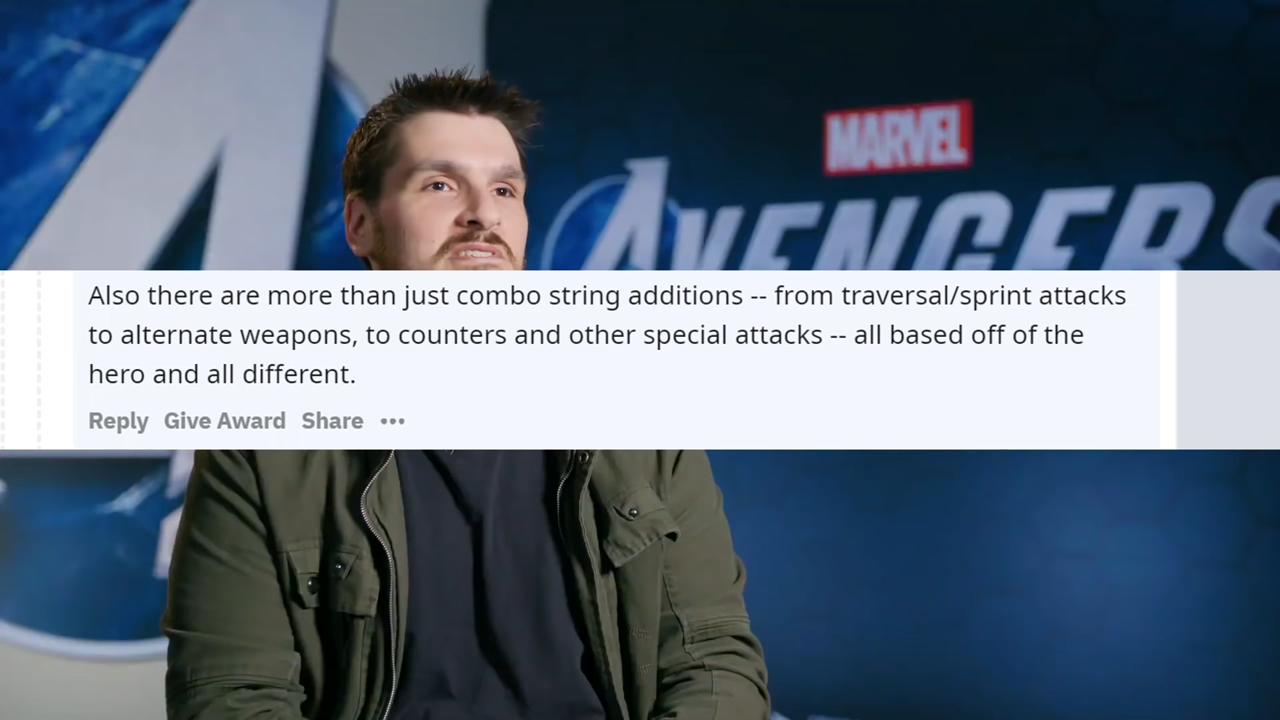 MARVEL
AVENGERS
Also there are more than just combo string additions -- from traversal/sprint attacks
to alternate weapons, to counters and other special attacks -- all based off of the
hero and all different.
Reply Give Award Share •••